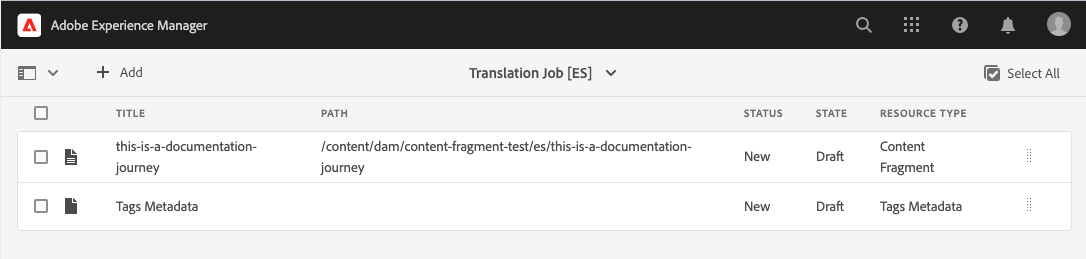 Adobe Experience Manager
Add Translation Job [ES] Select All
TITLE PATH STATUS STATE RESOURCE TYPE
this-is-a-documentation- /content/dam/content-fragment-test/es/this-is-a-documentation- New Draft Content
journey journey Fragment
Tags Metadata New Draft Tags Metadata